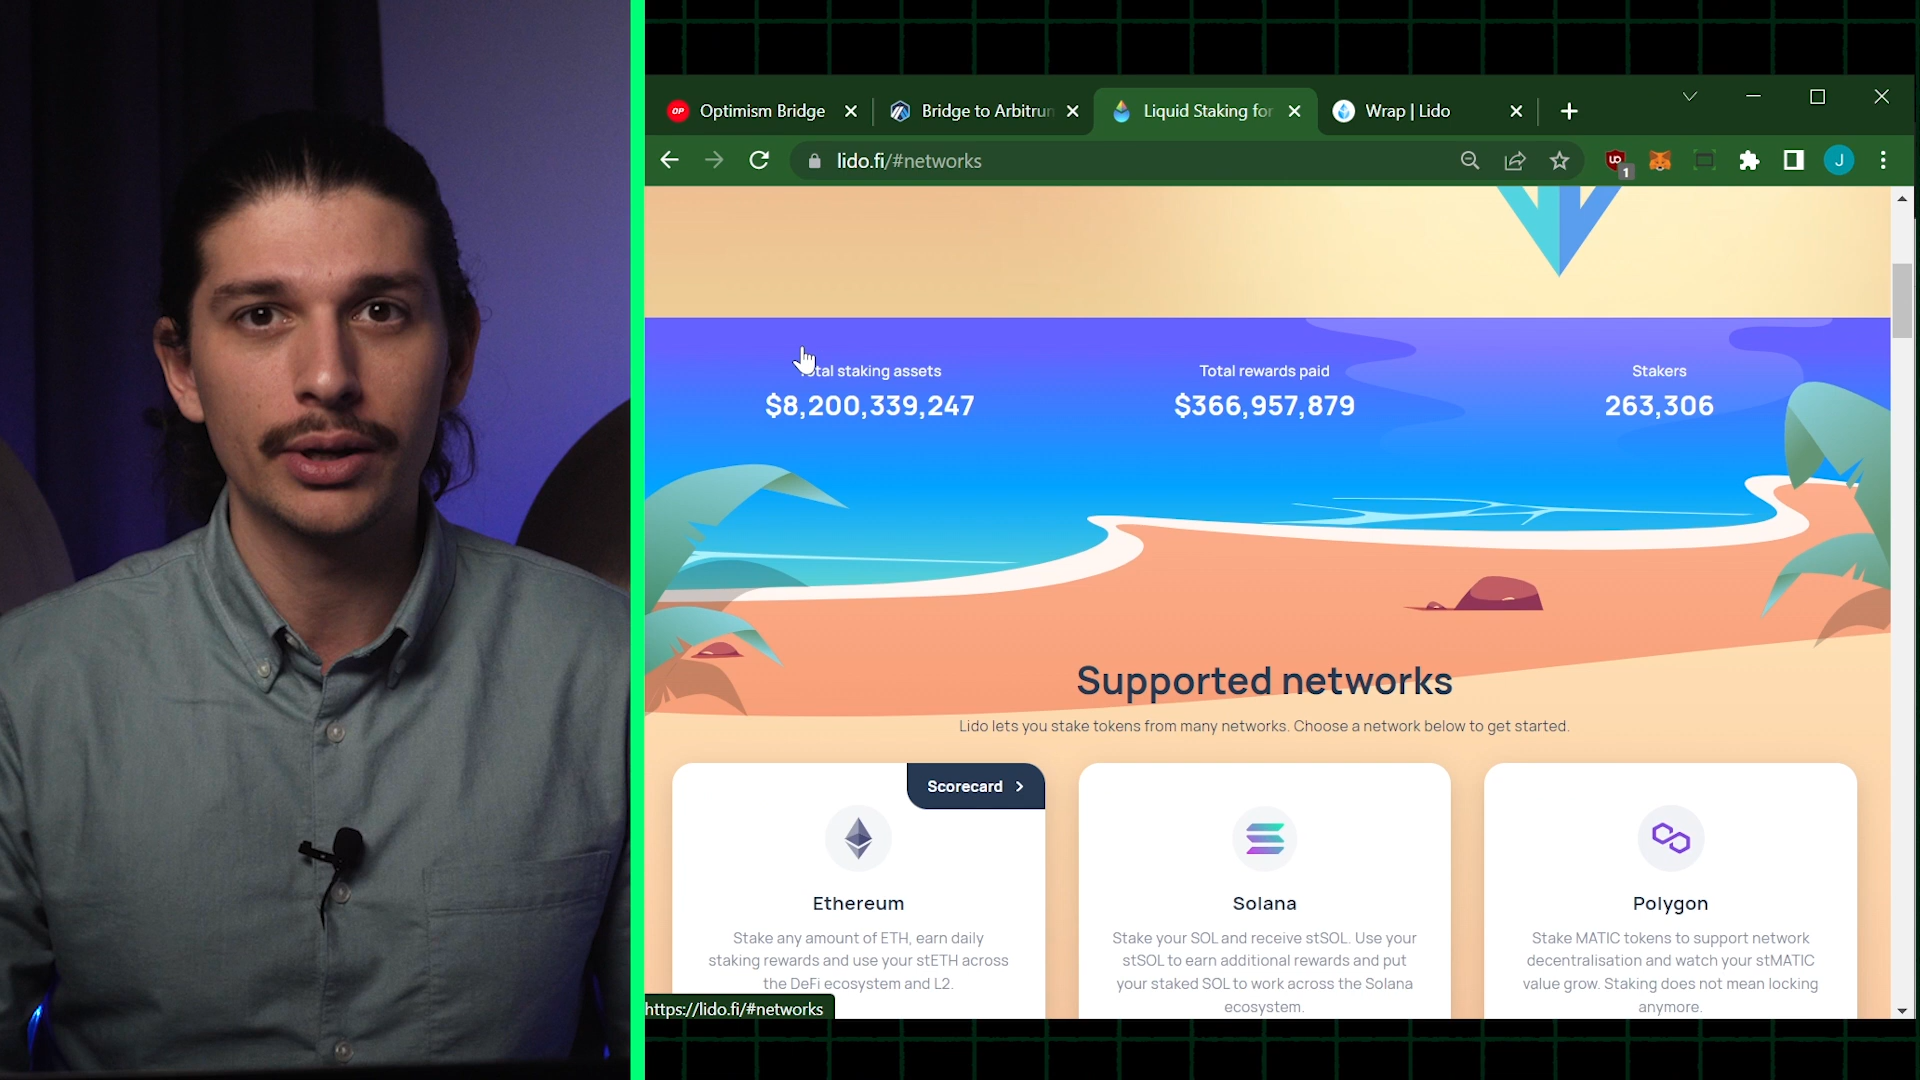 OP Optimism Bridge
Bridge to Arbitrum
Liquid Staking for
Wrap | Lido
lido.fi/#networks
1
J
Total staking assets
$8,200,339,247
Total rewards paid
$366,957,879
Stakers
263,306
Supported networks
Lido lets you stake tokens from many networks. Choose a network below to get started.
Scorecard
Ethereum
Stake any amount of ETH, earn daily
staking rewards and use your stETH across
the DeFi ecosystem and L2.
Solana
Stake your SOL and receive stSOL. Use your
stSOL to earn additional rewards and put
your staked SOL to work across the Solana
ecosystem.
Polygon
Stake MATIC tokens to support network
decentralisation and watch your stMATIC
value grow. Staking does not mean locking
anymore.
https://lido.fi/#networks